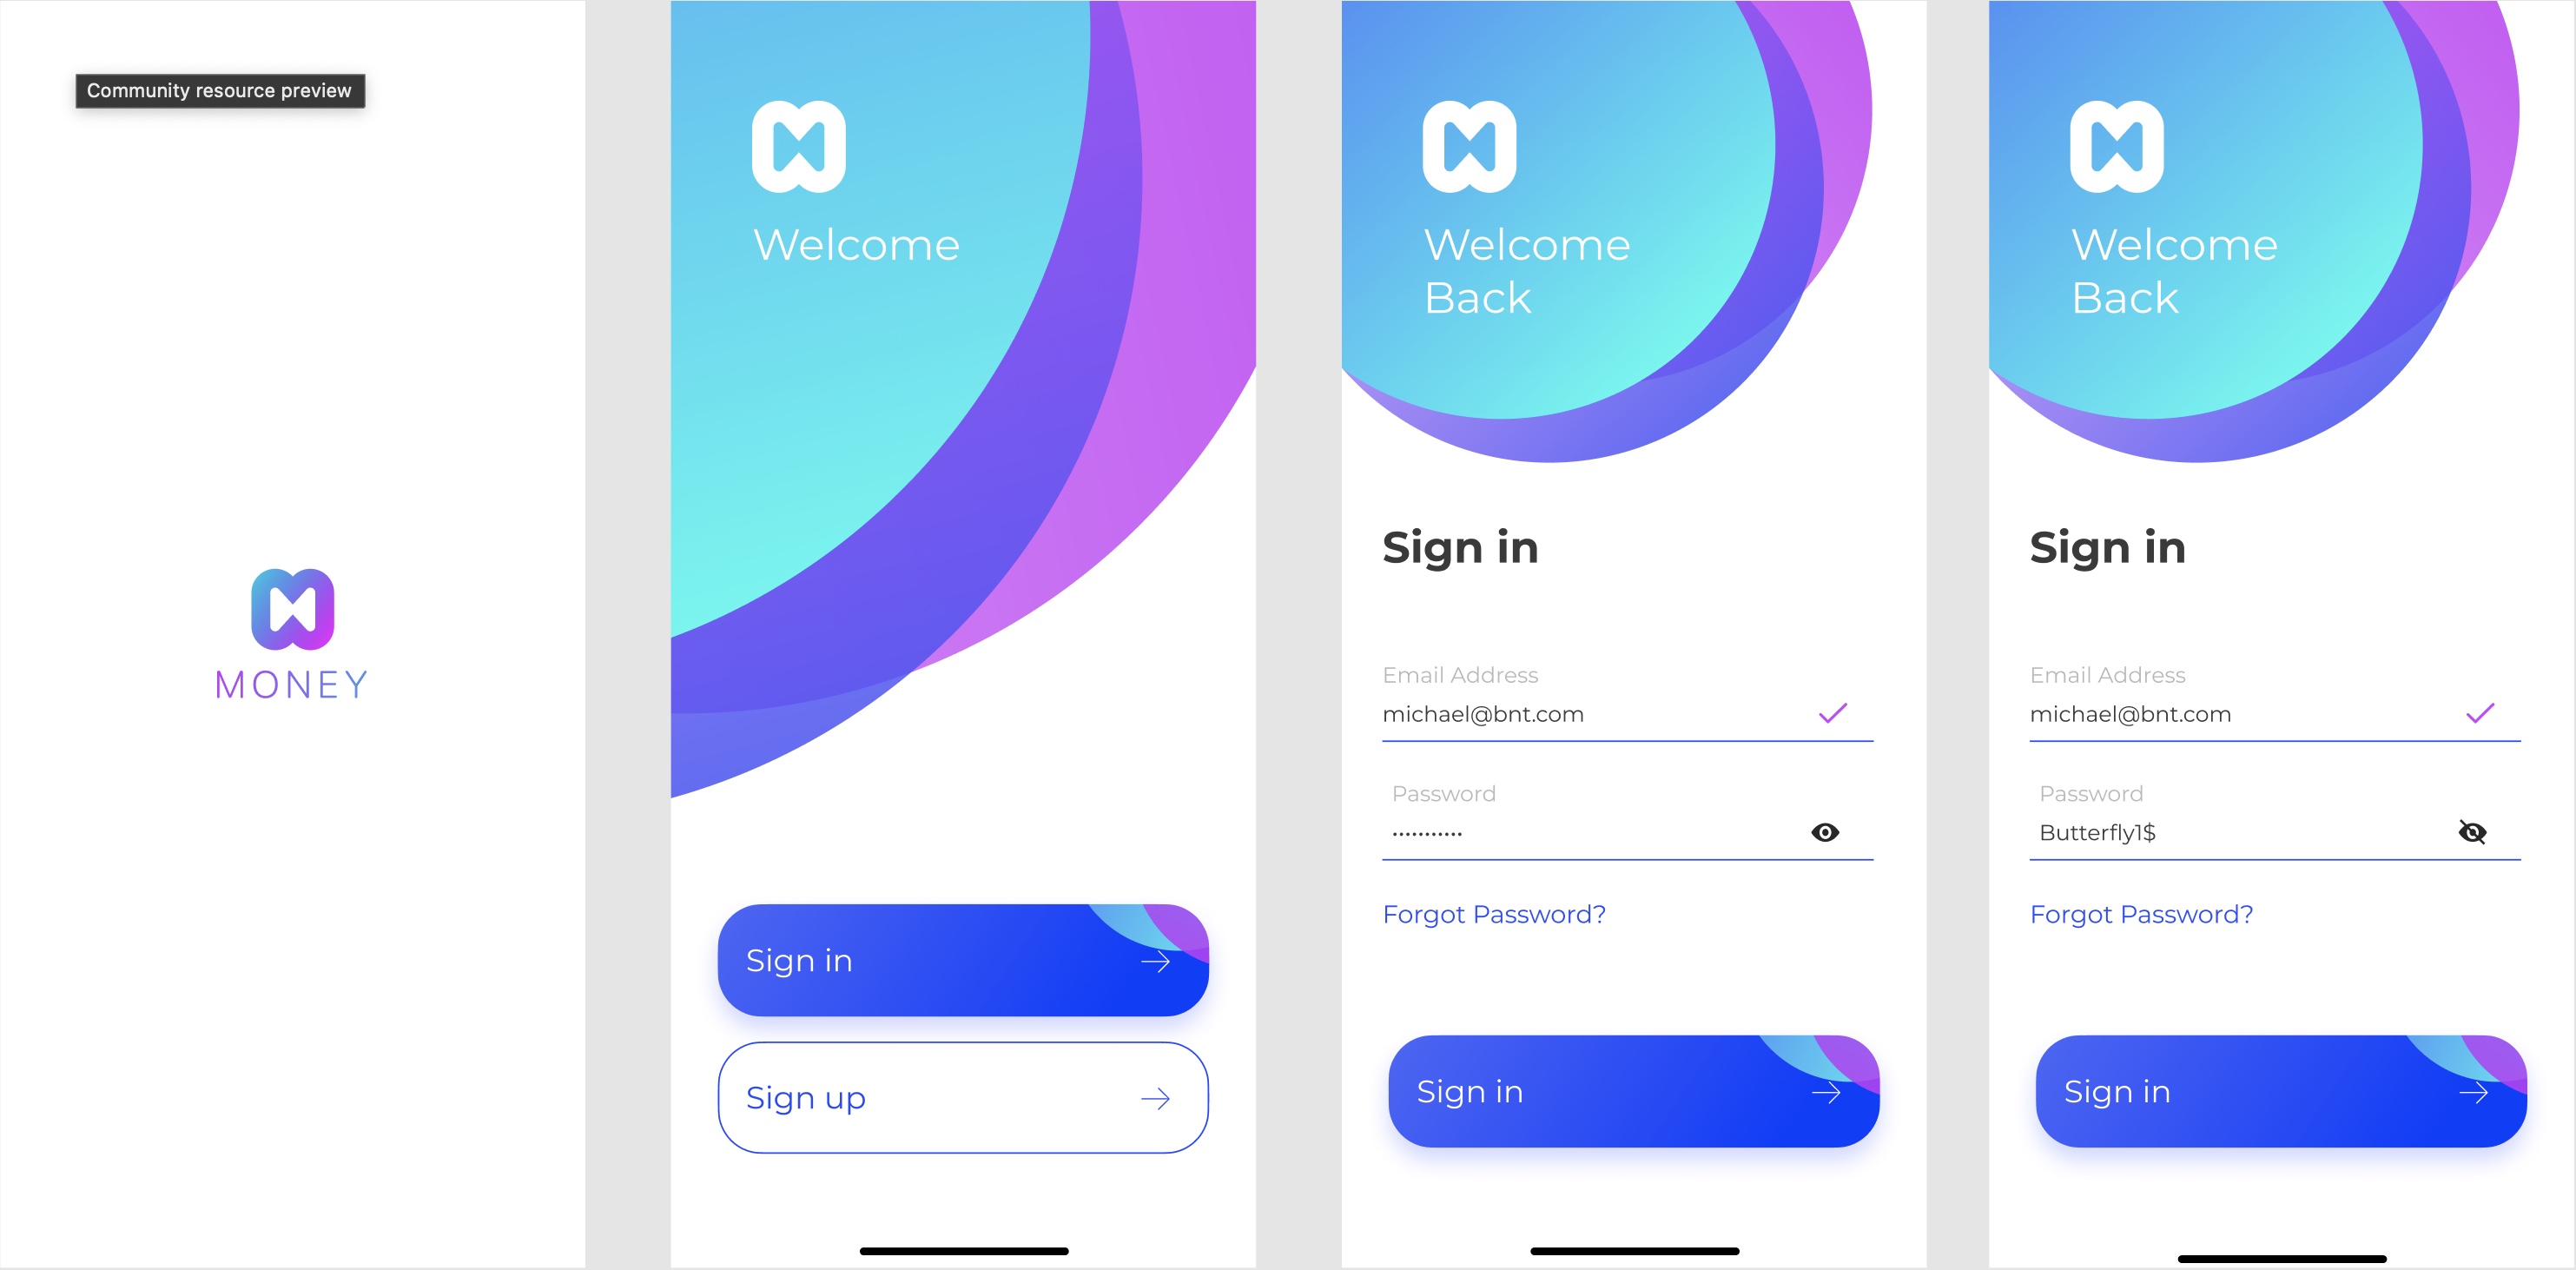 Community resource preview
MONEY
Welcome
Sign in
Sign up
Welcome
Back
Sign in
Email Address
michael@bnt.com
Password
•••••••••••
Forgot Password?
Sign in
Welcome
Back
Sign in
Email Address
michael@bnt.com
Password
Butterfly1$
Forgot Password?
Sign in